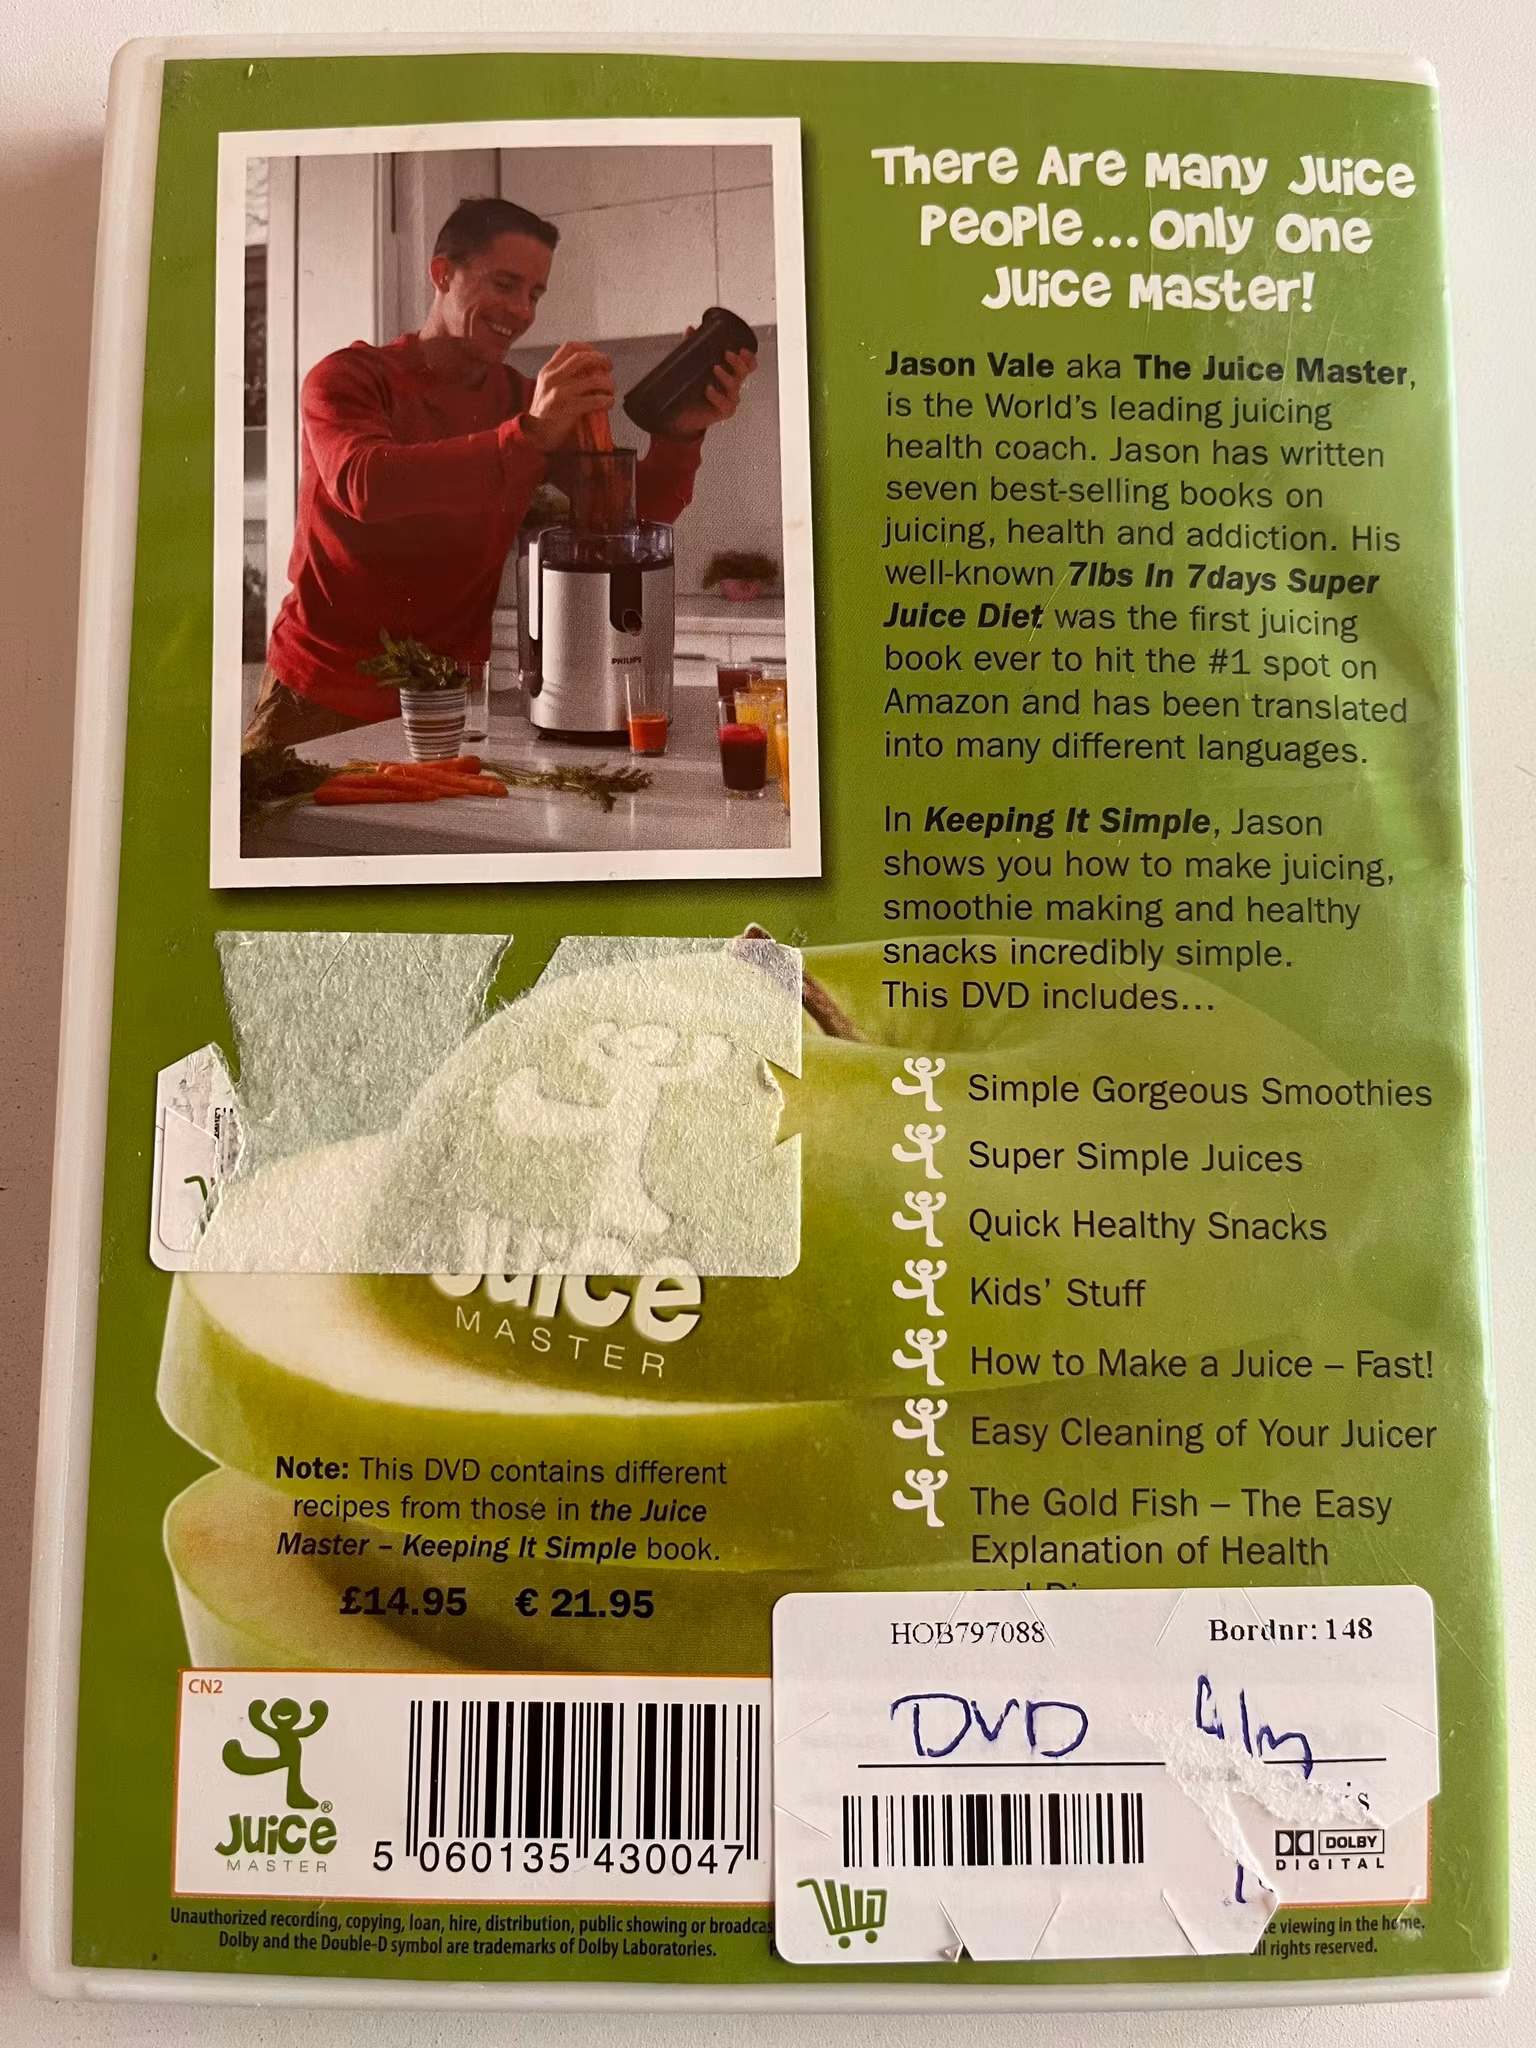 There Are Many Juice
People... Only One
Juice Master!
Jason Vale aka The Juice Master,
is the World's leading juicing
health coach. Jason has written
seven best-selling books on
juicing, health and addiction. His
well-known 7lbs In 7days Super
Juice Diet was the first juicing
book ever to hit the #1 spot on
Amazon and has been translated
into many different languages.
In Keeping It Simple, Jason
shows you how to make juicing,
smoothie making and healthy
snacks incredibly simple.
This DVD includes...
Simple Gorgeous Smoothies
Super Simple Juices
Quick Healthy Snacks
Kids' Stuff
How to Make a Juice – Fast!
Easy Cleaning of Your Juicer
The Gold Fish – The Easy
Explanation of Health
PHILIPS
Juice
MASTER
Note: This DVD contains different
recipes from those in the Juice
Master – Keeping It Simple book.
£14.95 € 21.95
HOB797088 Bordnr: 148
DVD
CN2
Juice®
MASTER
5 060135 430047
DOLBY
DIGITAL
Unauthorized recording, copying, loan, hire, distribution, public showing or
viewing in the home.
Dolby and the Double-D symbol are trademarks of Dolby Laboratories.
all rights reserved.